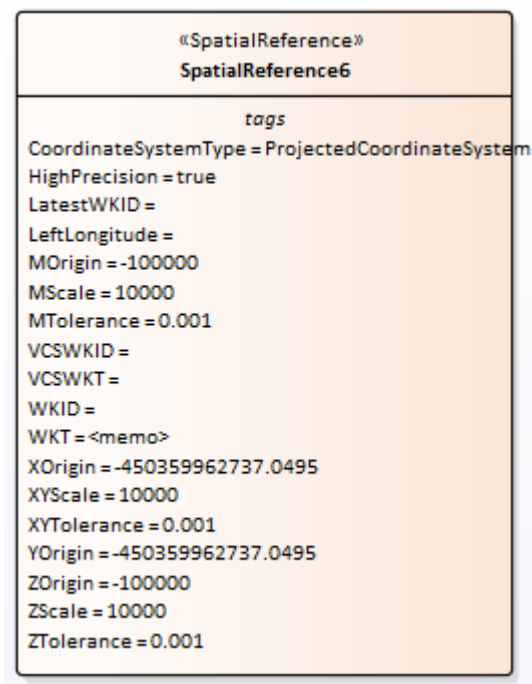 «SpatialReference»
SpatialReference6
tags
CoordinateSystemType = ProjectedCoordinateSystem
HighPrecision = true
LatestWKID =
LeftLongitude =
MOrigin = -100000
MScale = 10000
MTolerance = 0.001
VCSWKID =
VCSWKT =
WKID =
WKT = <memo>
XOrigin = -450359962737.0495
XYScale = 10000
XYTolerance = 0.001
YOrigin = -450359962737.0495
ZOrigin = -100000
ZScale = 10000
ZTolerance = 0.001